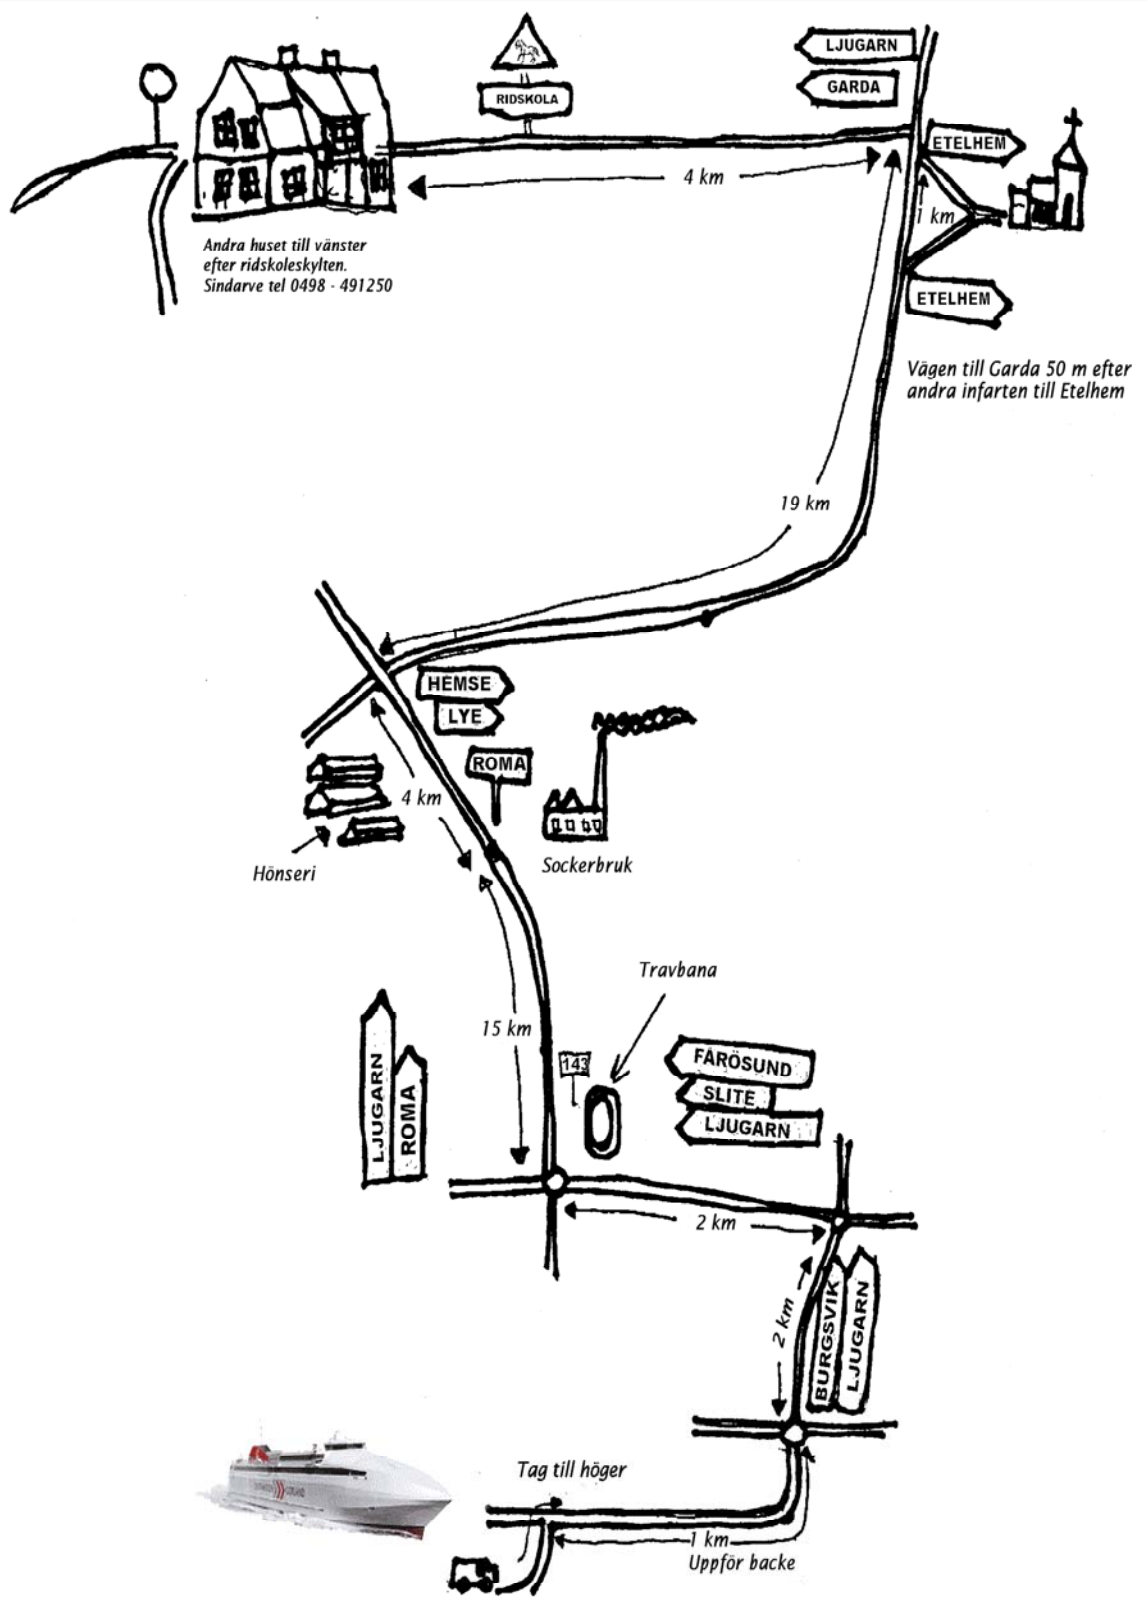 LJUGARN
GARDA
RIDSKOLA
ETELHEM
4 km
1 km
Andra huset till vänster
efter ridskoleskylten.
Sindarve tel 0498 - 491250
ETELHEM
Vägen till Garda 50 m efter
andra infarten till Etelhem
19 km
HEMSE
LYE
ROMA
4 km
Sockerbruk
Hönseri
Travbana
15 km
143
LJUGARN
ROMA
FÅRÖSUND
SLITE
LJUGARN
2 km
2 km
BURGSVIK
LJUGARN
Tag till höger
1 km
Uppför backe